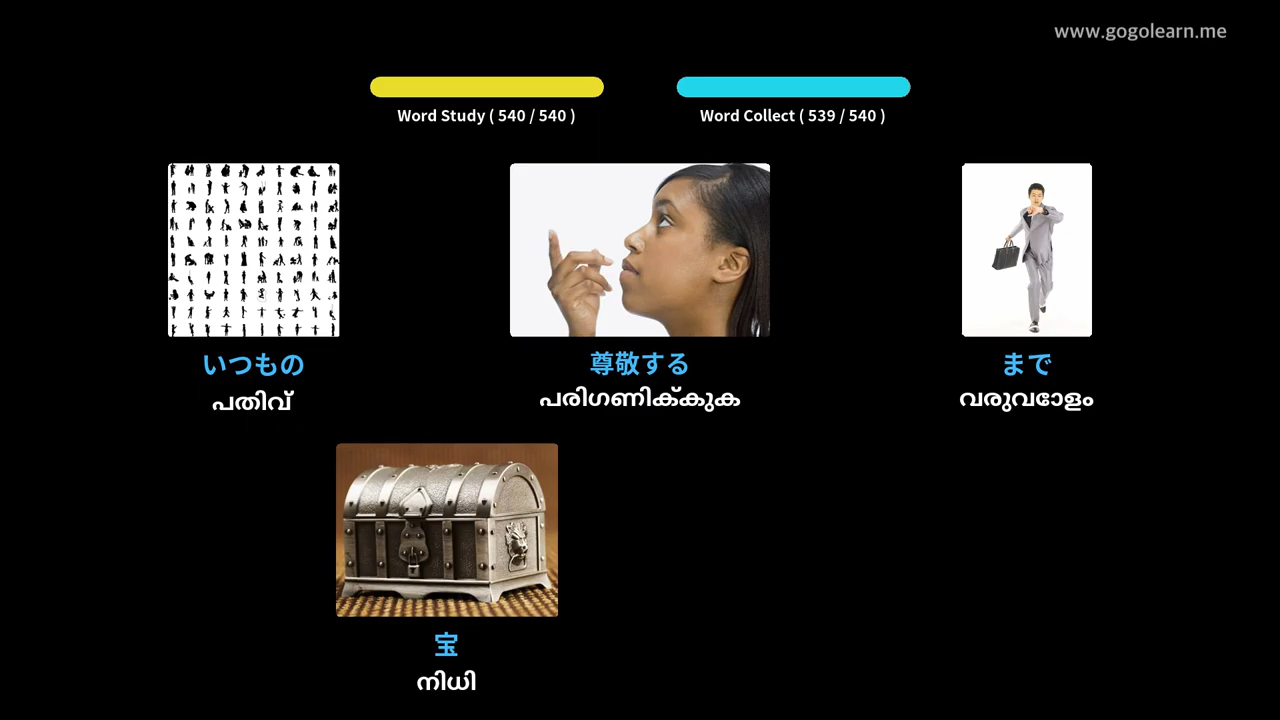 www.gogolearn.me
Word Study ( 540 / 540 )
Word Collect ( 539 / 540 )
いつもの
പതിവ്
尊敬する
പരിഗണിക്കുക
まで
വരുവോളം
宝
നിധി